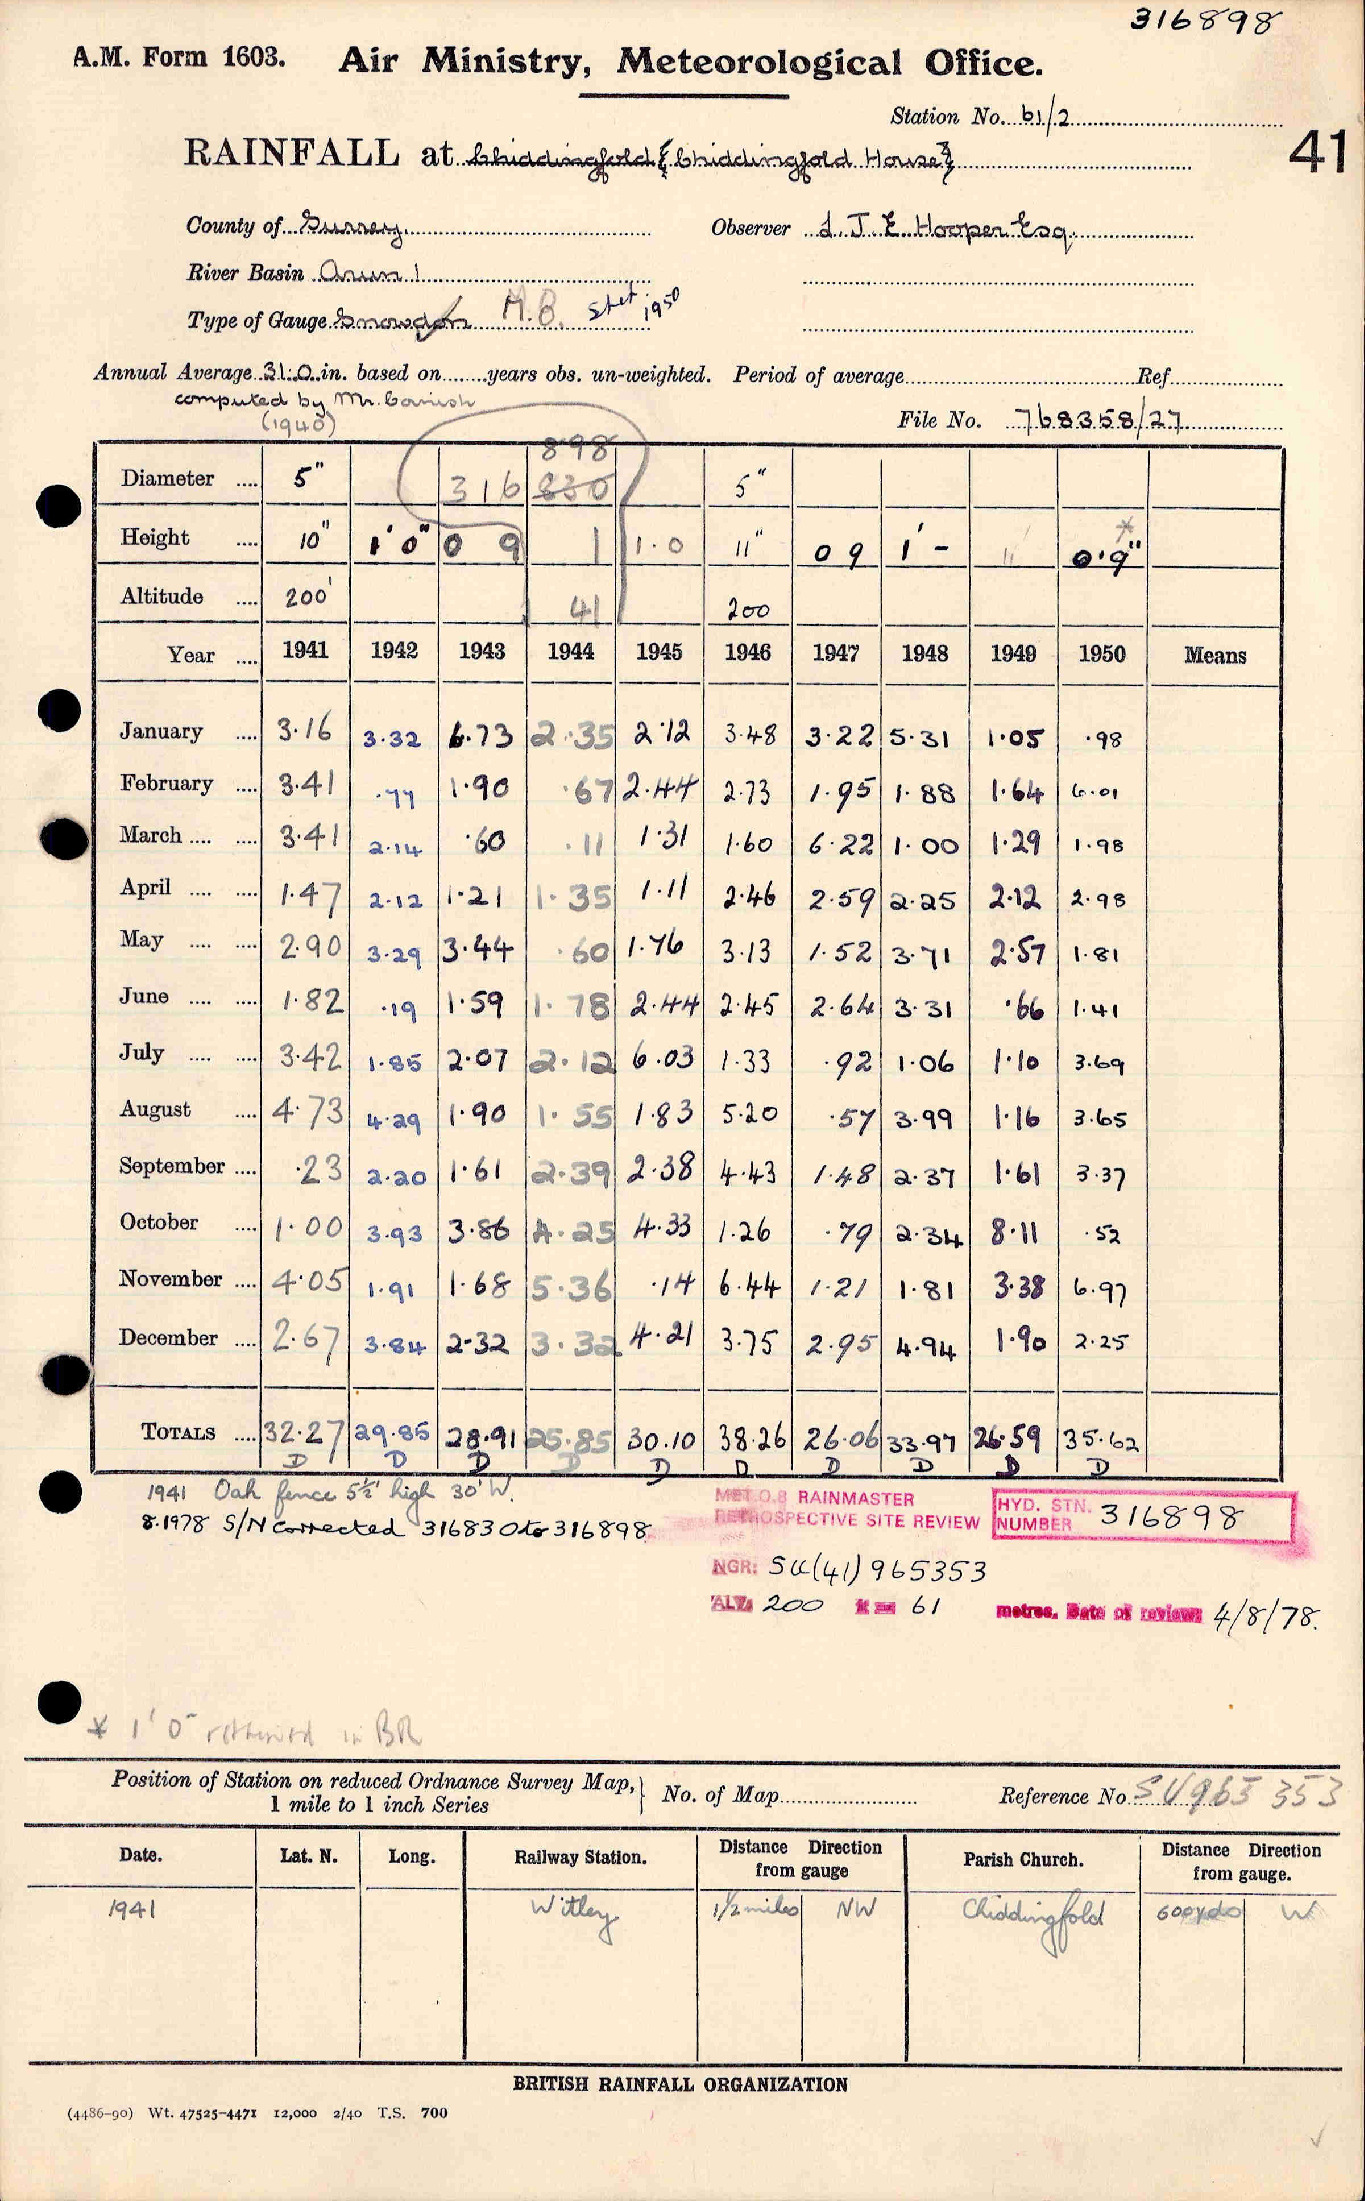 316898
A.M. Form 1603. Air Ministry, Meteorological Office.
Station No. 61/2
RAINFALL at Chiddingfold {Chiddingfold House} 41
County of Surrey Observer L. J. E. Hooper Esq.
River Basin Arun 1
Type of Gauge Snowdon M.B. Stet 1950
Annual Average 31.0 in. based on years obs. un-weighted. Period of average Ref
computed by Mr. Cornish
(1940) File No. 768358/27
898
Diameter .... 5" 316 830 5"
Height .... 10" 1'0" 0 9 1 1.0 11" 0 9 1'- 11" 0'.9" *
Altitude .... 200' 41 200
Year .... 1941 1942 1943 1944 1945 1946 1947 1948 1949 1950 Means
January .... 3.16 3.32 6.73 2.35 2.12 3.48 3.22 5.31 1.05 .98
February .... 3.41 .77 1.90 .67 2.44 2.73 1.95 1.88 1.64 6.01
March .... .... 3.41 2.14 .60 .11 1.31 1.60 6.22 1.00 1.29 1.98
April .... .... 1.47 2.12 1.21 1.35 1.11 2.46 2.59 2.25 2.12 2.98
May .... .... 2.90 3.29 3.44 .60 1.76 3.13 1.52 3.71 2.57 1.81
June .... .... 1.82 .19 1.59 1.78 2.44 2.45 2.64 3.31 .66 1.41
July .... .... 3.42 1.85 2.07 2.12 6.03 1.33 .92 1.06 1.10 3.69
August .... 4.73 4.29 1.90 1.55 1.83 5.20 .57 3.99 1.16 3.65
September .... .23 2.20 1.61 2.39 2.38 4.43 1.48 2.37 1.61 3.37
October .... 1.00 3.93 3.86 4.25 4.33 1.26 .79 2.34 8.11 .52
November .... 4.05 1.91 1.68 5.36 .14 6.44 1.21 1.81 3.38 6.97
December .... 2.67 3.84 2.32 3.32 4.21 3.75 2.95 4.94 1.90 2.25
TOTALS .... 32.27 29.85 28.91 25.85 30.10 38.26 26.06 33.97 26.59 35.62
D D D D D D D D D D
1941 Oak fence 5½' high 30' W.
8.1978 S/N corrected 316830 to 316898
MET.O.8 RAINMASTER
RETROSPECTIVE SITE REVIEW
HYD. STN. NUMBER 316898
NGR: SU(41)965353
ALT. 200 ft = 61 metres. Date of review: 4/8/78.
* 1'0" returned in BR
Position of Station on reduced Ordnance Survey Map, 1 mile to 1 inch Series } No. of Map Reference No SU965 353
Date. Lat. N. Long. Railway Station. Distance Direction from gauge Parish Church. Distance Direction from gauge.
1941 Witley 1½ miles NW Chiddingfold 600 yds W
BRITISH RAINFALL ORGANIZATION
(4486-90) Wt. 47525-4471 12,000 2/40 T.S. 700